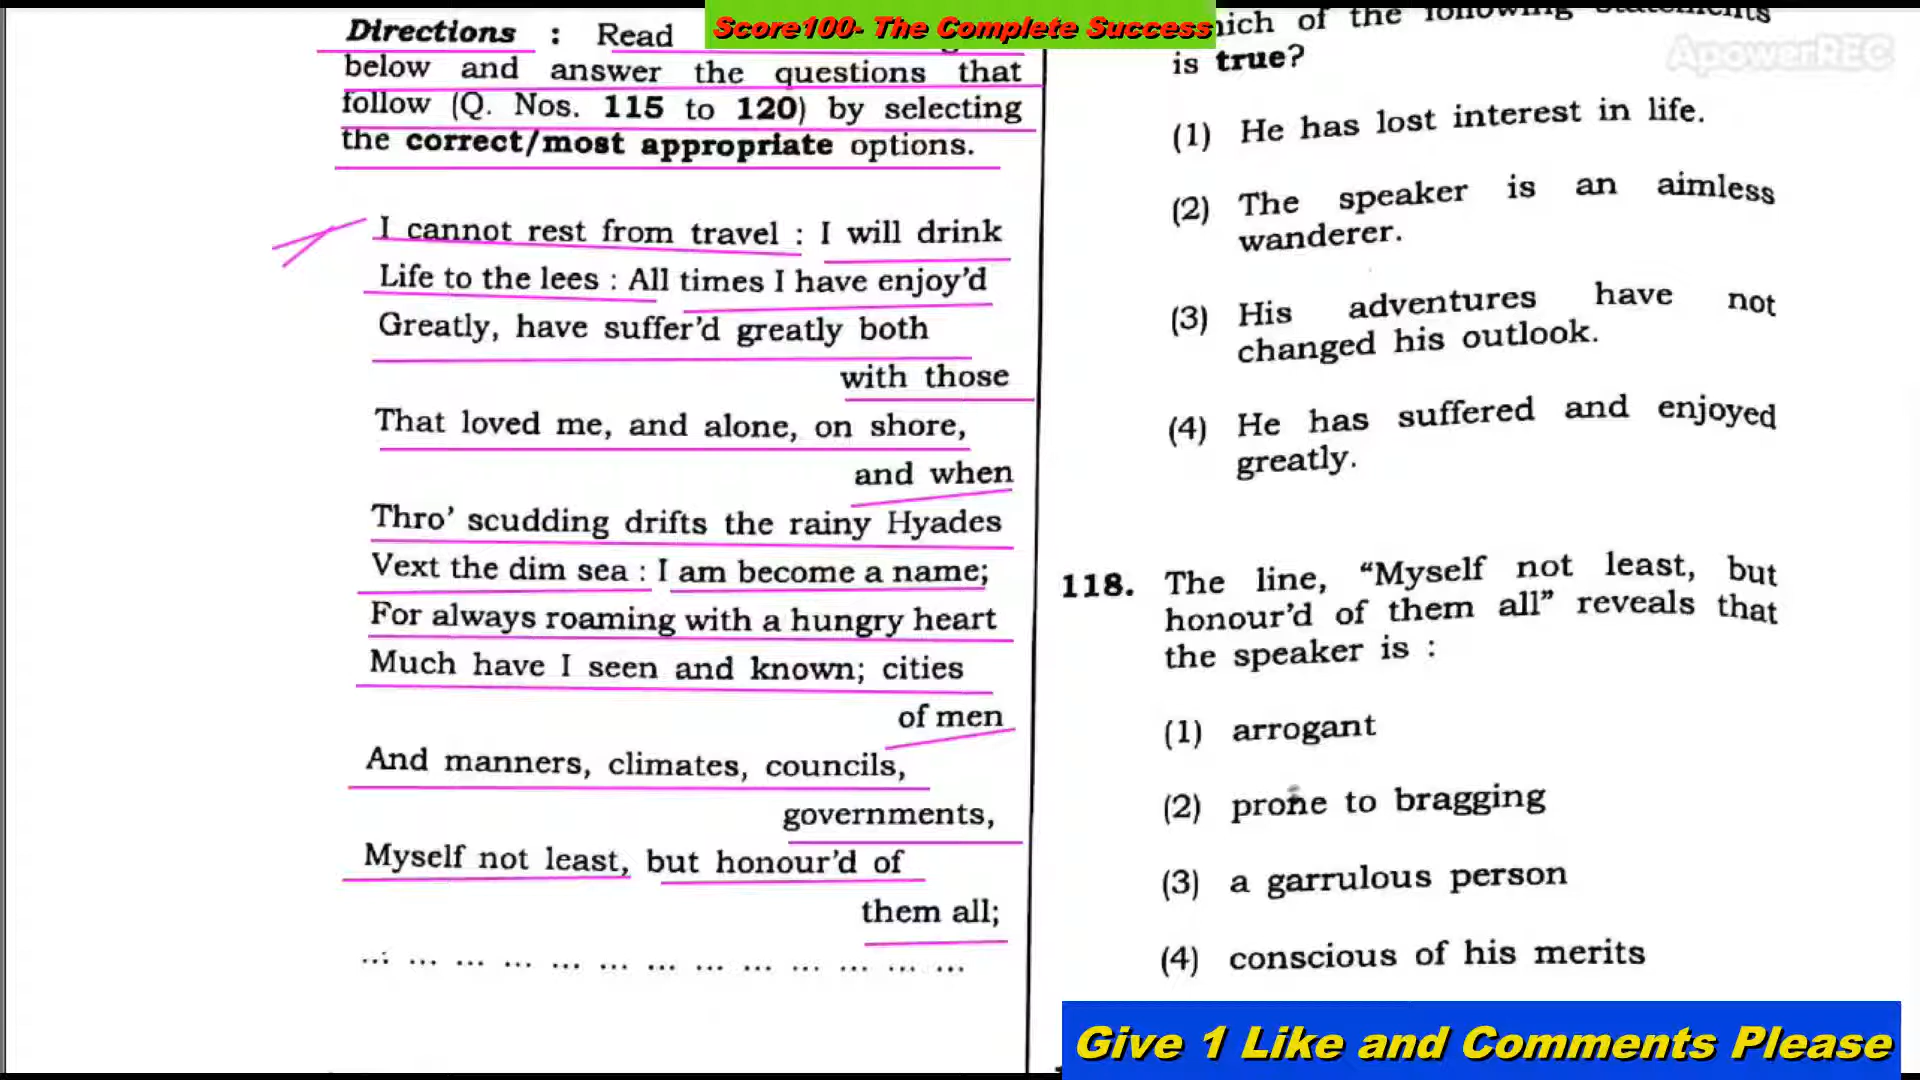 Score100- The Complete Success
ApowerREC
Directions : Read
below and answer the questions that
follow (Q. Nos. 115 to 120) by selecting
the correct/most appropriate options.
I cannot rest from travel : I will drink
Life to the lees : All times I have enjoy'd
Greatly, have suffer'd greatly both
with those
That loved me, and alone, on shore,
and when
Thro' scudding drifts the rainy Hyades
Vext the dim sea : I am become a name;
For always roaming with a hungry heart
Much have I seen and known; cities
of men
And manners, climates, councils,
governments,
Myself not least, but honour'd of
them all;
... ... ... ... ... ... ... ... ... ... ... ... ...
of the following statements
is true?
(1) He has lost interest in life.
(2) The speaker is an aimless
wanderer.
(3) His adventures have not
changed his outlook.
(4) He has suffered and enjoyed
greatly.
118. The line, "Myself not least, but
honour'd of them all" reveals that
the speaker is :
(1) arrogant
(2) prone to bragging
(3) a garrulous person
(4) conscious of his merits
Give 1 Like and Comments Please